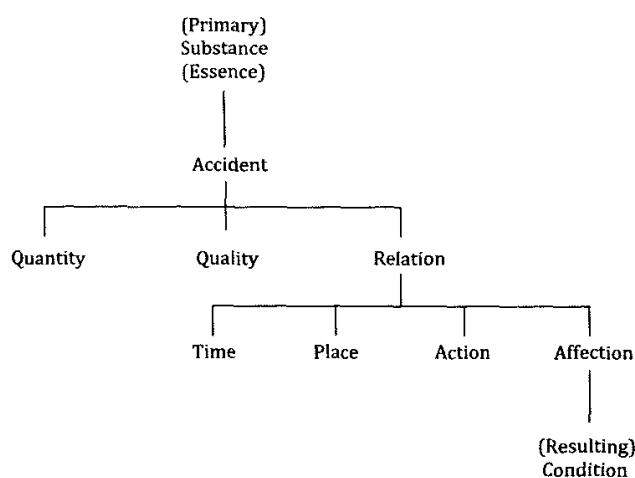 (Primary)
Substance
(Essence)
Accident
Quantity Quality Relation
Time Place Action Affection
(Resulting)
Condition